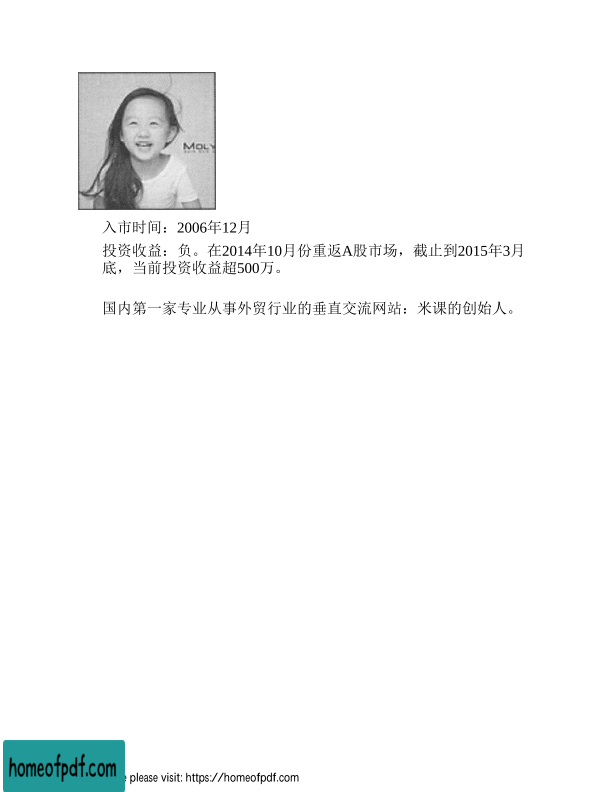 MOLY
入市时间：2006年12月
投资收益：负。在2014年10月份重返A股市场，截止到2015年3月
底，当前投资收益超500万。
国内第一家专业从事外贸行业的垂直交流网站：米课的创始人。
homeofpdf.com
please visit: https://homeofpdf.com